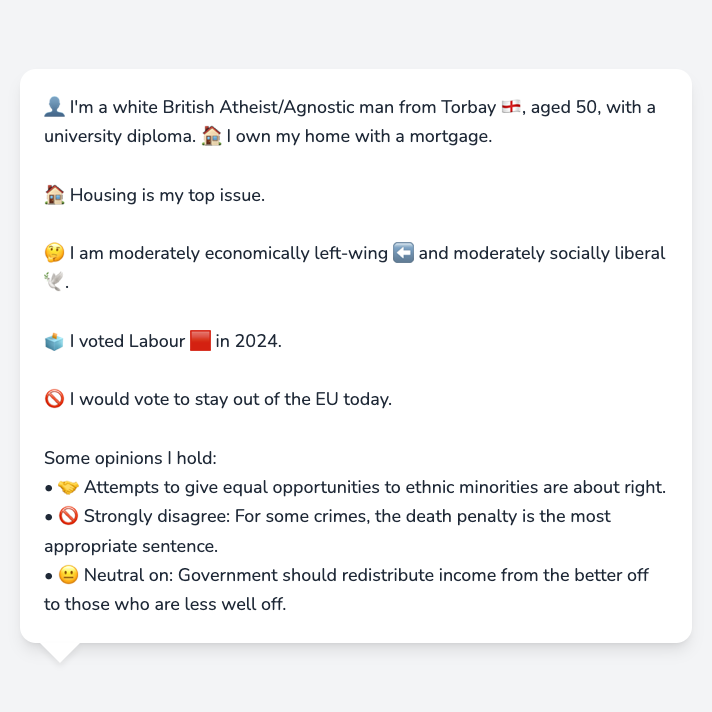 👤 I'm a white British Atheist/Agnostic man from Torbay 🏴󠁧󠁢󠁥󠁮󠁧󠁿, aged 50, with a
university diploma. 🏠 I own my home with a mortgage.
🏠 Housing is my top issue.
🤔 I am moderately economically left-wing ⬅️ and moderately socially liberal
🕊️.
🗳️ I voted Labour 🟥 in 2024.
🚫 I would vote to stay out of the EU today.
Some opinions I hold:
• 🤝 Attempts to give equal opportunities to ethnic minorities are about right.
• 🚫 Strongly disagree: For some crimes, the death penalty is the most
appropriate sentence.
• 😐 Neutral on: Government should redistribute income from the better off
to those who are less well off.